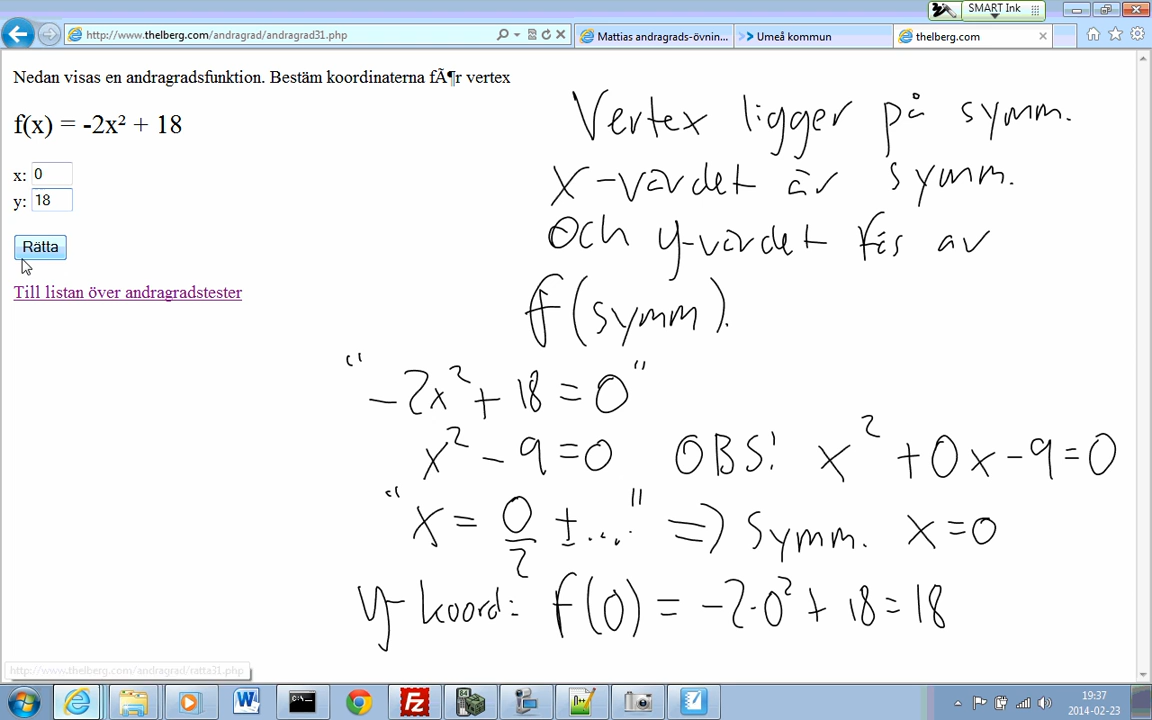 SMART Ink
http://www.thelberg.com/andragrad/andragrad31.php
Mattias andragrads-övnin...
Umeå kommun
thelberg.com
Nedan visas en andragradsfunktion. Bestäm koordinaterna fÃ¶r vertex
f(x) = -2x² + 18
x: 0
y: 18
Rätta
Till listan över andragradstester
Vertex ligger på symm.
x-värdet är symm.
Och y-värdet fås av
f(symm).
"-2x² + 18 = 0"
x² - 9 = 0 OBS! x² + 0x - 9 = 0
"x = 0/2 ± ..." => symm. x = 0
y-koord: f(0) = -2·0² + 18 = 18
http://www.thelberg.com/andragrad/ratta31.php
19:37
2014-02-23